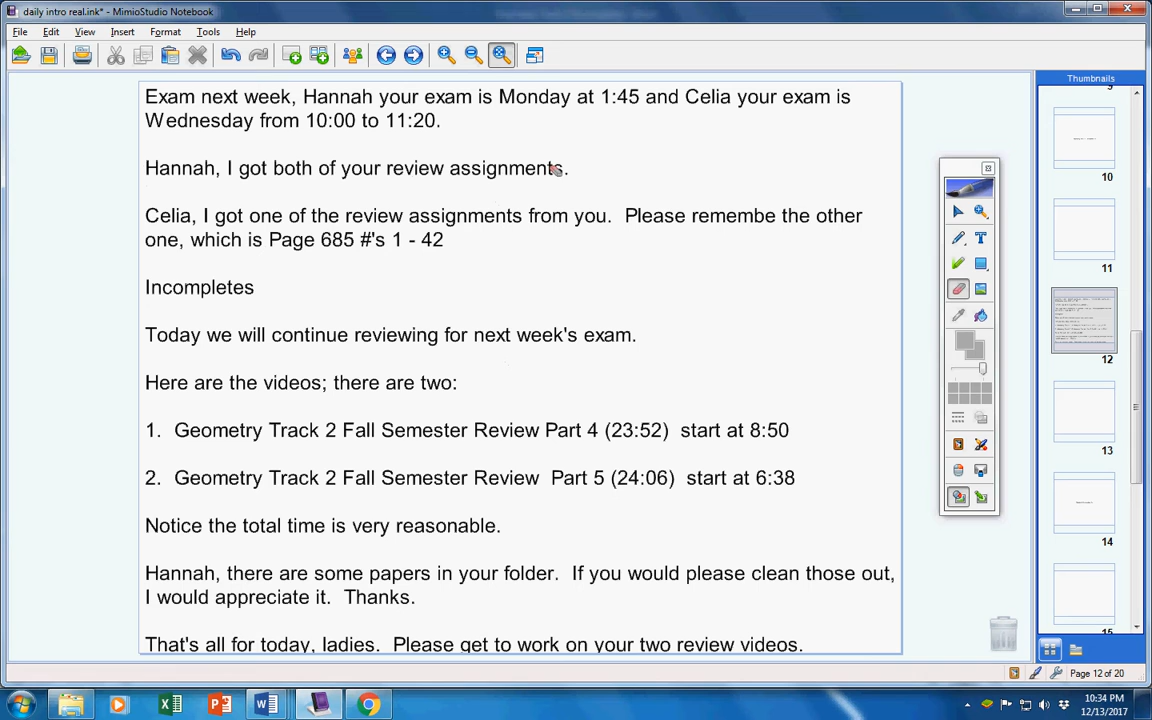 daily intro real.ink* - MimioStudio Notebook
File Edit View Insert Format Tools Help
Exam next week, Hannah your exam is Monday at 1:45 and Celia your exam is
Wednesday from 10:00 to 11:20.
Hannah, I got both of your review assignments.
Celia, I got one of the review assignments from you.  Please remembe the other
one, which is Page 685 #'s 1 - 42
Incompletes
Today we will continue reviewing for next week's exam.
Here are the videos; there are two:
1.  Geometry Track 2 Fall Semester Review Part 4 (23:52)  start at 8:50
2.  Geometry Track 2 Fall Semester Review  Part 5 (24:06)  start at 6:38
Notice the total time is very reasonable.
Hannah, there are some papers in your folder.  If you would please clean those out,
I would appreciate it.  Thanks.
That's all for today, ladies.  Please get to work on your two review videos.
Thumbnails
9
10
11
12
13
14
15
Page 12 of 20
10:34 PM
12/13/2017